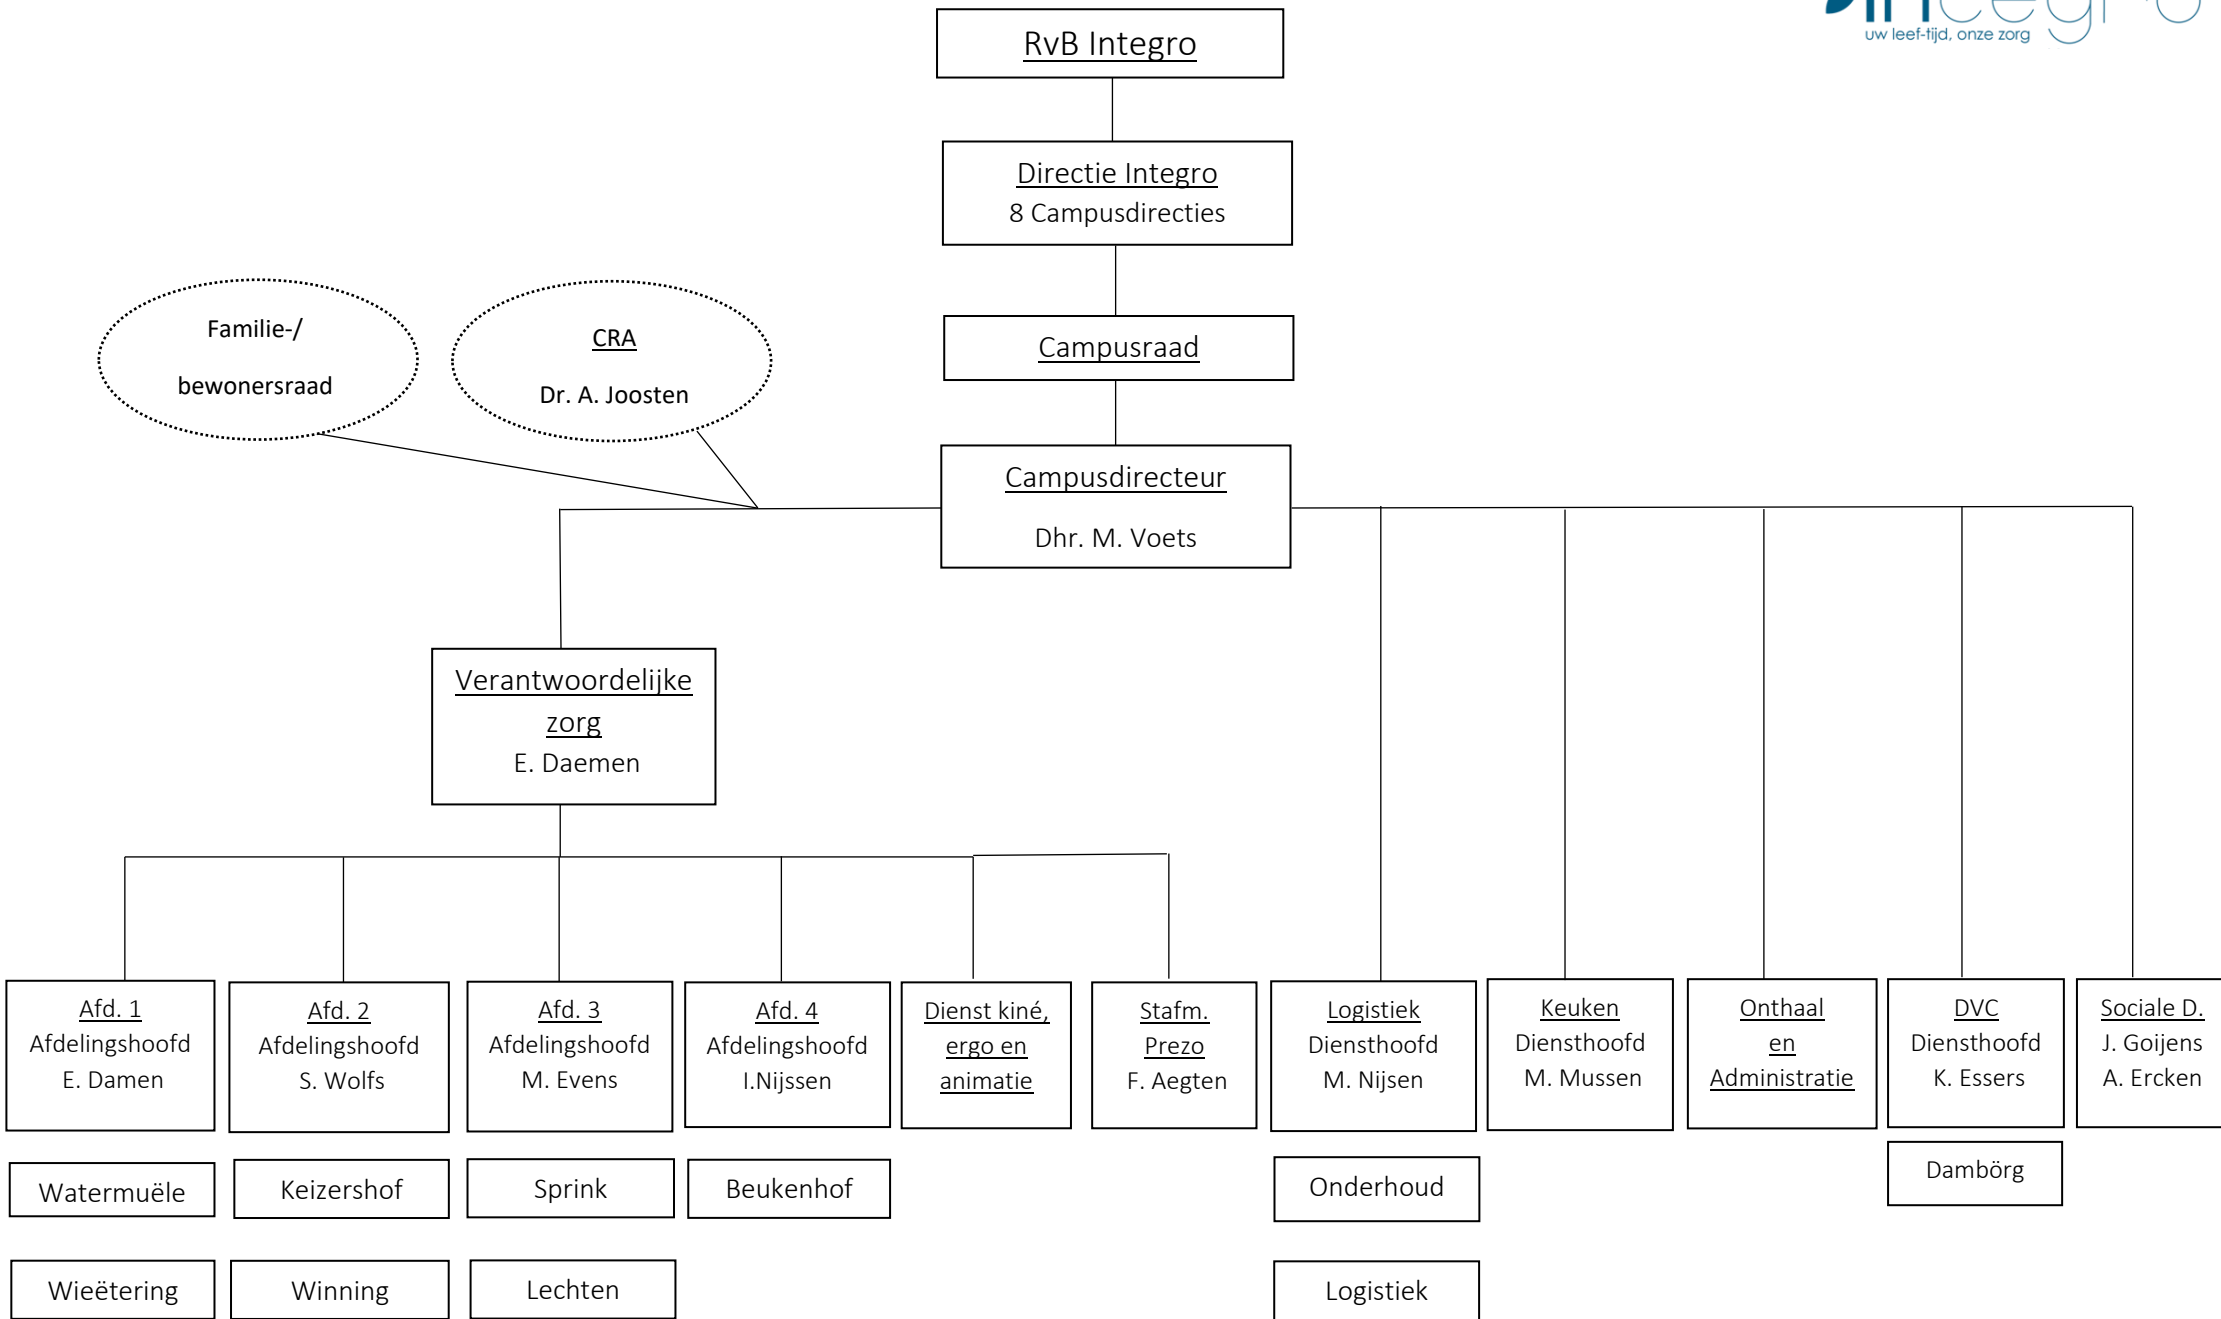 uw leef-tijd, onze zorg
RvB Integro
Directie Integro
8 Campusdirecties
Familie-/
bewonersraad
CRA
Dr. A. Joosten
Campusraad
Campusdirecteur
Dhr. M. Voets
Verantwoordelijke
zorg
E. Daemen
Afd. 1
Afdelingshoofd
E. Damen
Afd. 2
Afdelingshoofd
S. Wolfs
Afd. 3
Afdelingshoofd
M. Evens
Afd. 4
Afdelingshoofd
I.Nijssen
Dienst kiné,
ergo en
animatie
Stafm.
Prezo
F. Aegten
Logistiek
Diensthoofd
M. Nijsen
Keuken
Diensthoofd
M. Mussen
Onthaal
en
Administratie
DVC
Diensthoofd
K. Essers
Sociale D.
J. Goijens
A. Ercken
Watermuële
Keizershof
Sprink
Beukenhof
Onderhoud
Dambörg
Wieëtering
Winning
Lechten
Logistiek